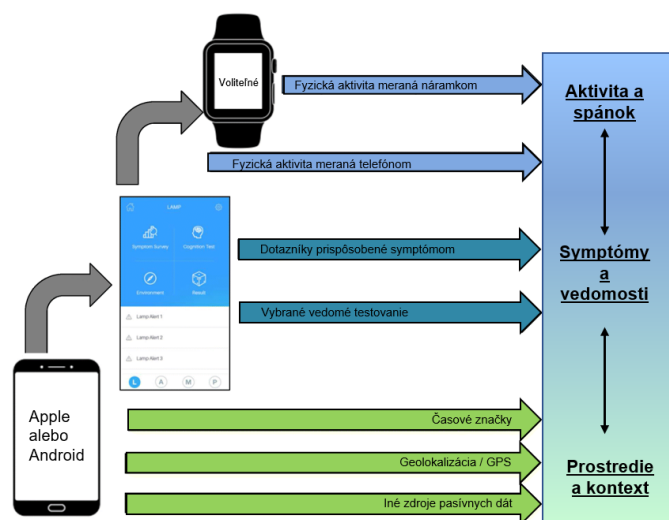 Voliteľné
Fyzická aktivita meraná náramkom
Aktivita a
spánok
Fyzická aktivita meraná telefónom
LAMP
Symptom Survey
Cognition Test
Environment
Result
Lamp Alert 1
Lamp Alert 2
Lamp Alert 3
L
A
M
P
Dotazníky prispôsobené symptómom
Symptómy
a
vedomosti
Vybrané vedomé testovanie
Apple
alebo
Android
Časové značky
Geolokalizácia / GPS
Iné zdroje pasívnych dát
Prostredie
a kontext